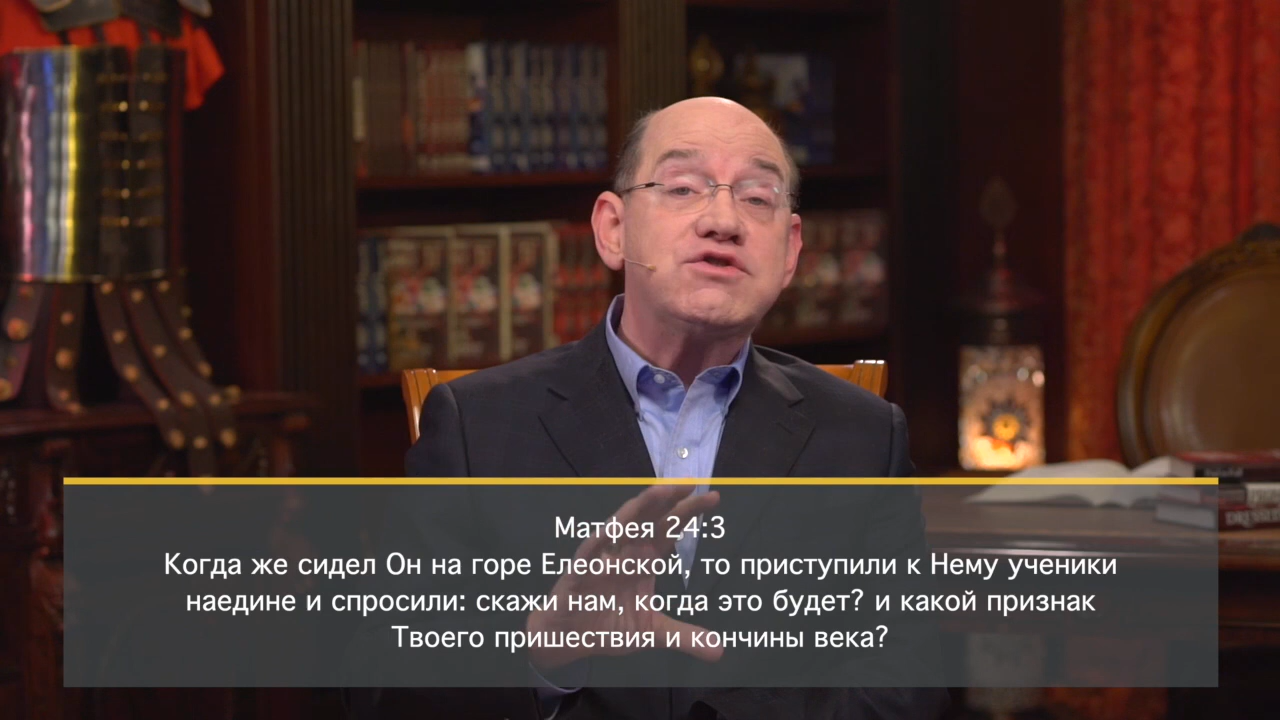 Матфея 24:3
Когда же сидел Он на горе Елеонской, то приступили к Нему ученики
наедине и спросили: скажи нам, когда это будет? и какой признак
Твоего пришествия и кончины века?